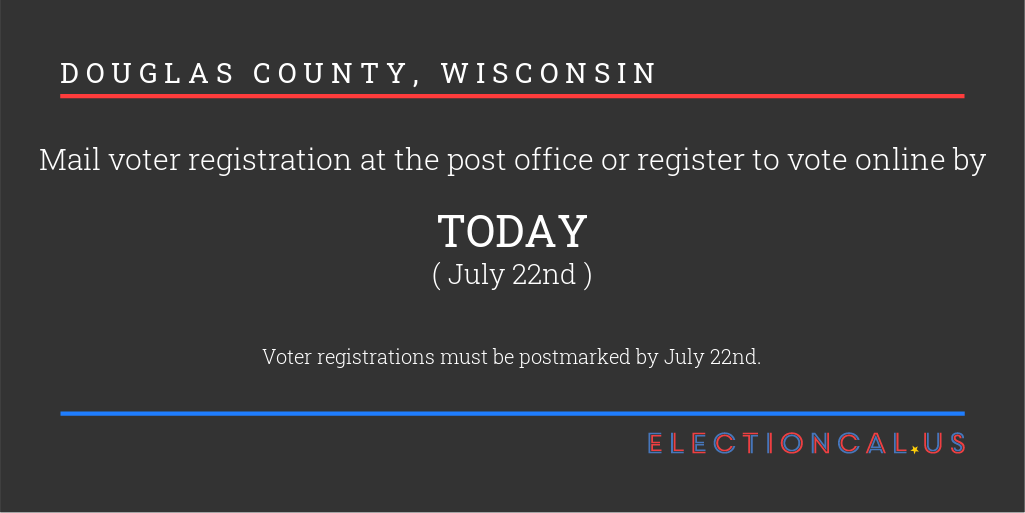 DOUGLAS COUNTY, WISCONSIN
Mail voter registration at the post office or register to vote online by
TODAY
( July 22nd )
Voter registrations must be postmarked by July 22nd.
ELECTIONCAL.US